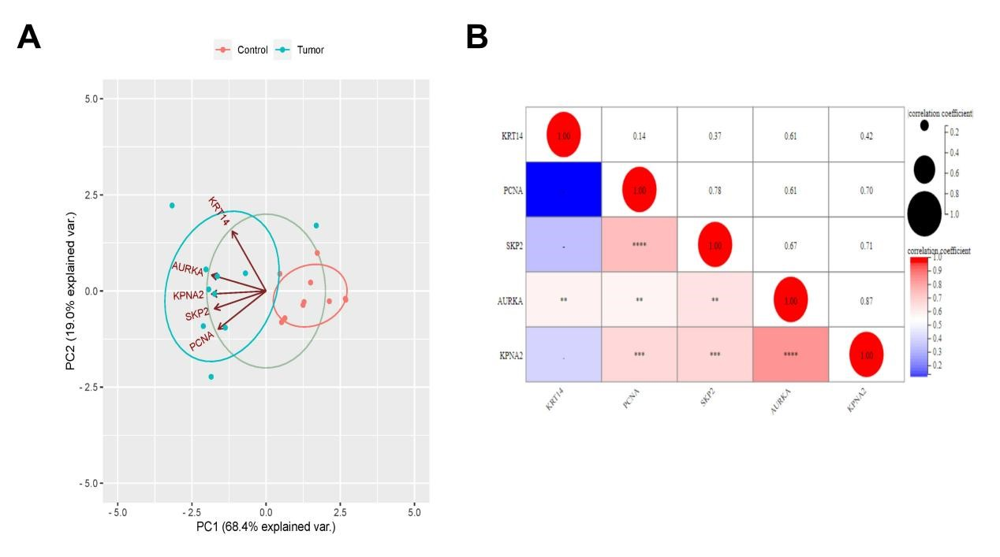 A
B
Control Tumor
5.0
2.5
0.0
-2.5
-5.0
PC2 (19.0% explained var.)
KRT14
AURKA
KPNA2
SKP2
PCNA
-5.0 -2.5 0.0 2.5 5.0
PC1 (68.4% explained var.)
KRT14 1.00 0.14 0.37 0.61 0.42
PCNA - 1.00 0.78 0.61 0.70
SKP2 - **** 1.00 0.67 0.71
AURKA ** ** ** 1.00 0.87
KPNA2 . *** *** **** 1.00
KRT14 PCNA SKP2 AURKA KPNA2
|correlation coefficient|
0.2
0.4
0.6
0.8
1.0
correlation coefficient
1.0
0.9
0.8
0.7
0.6
0.5
0.4
0.3
0.2